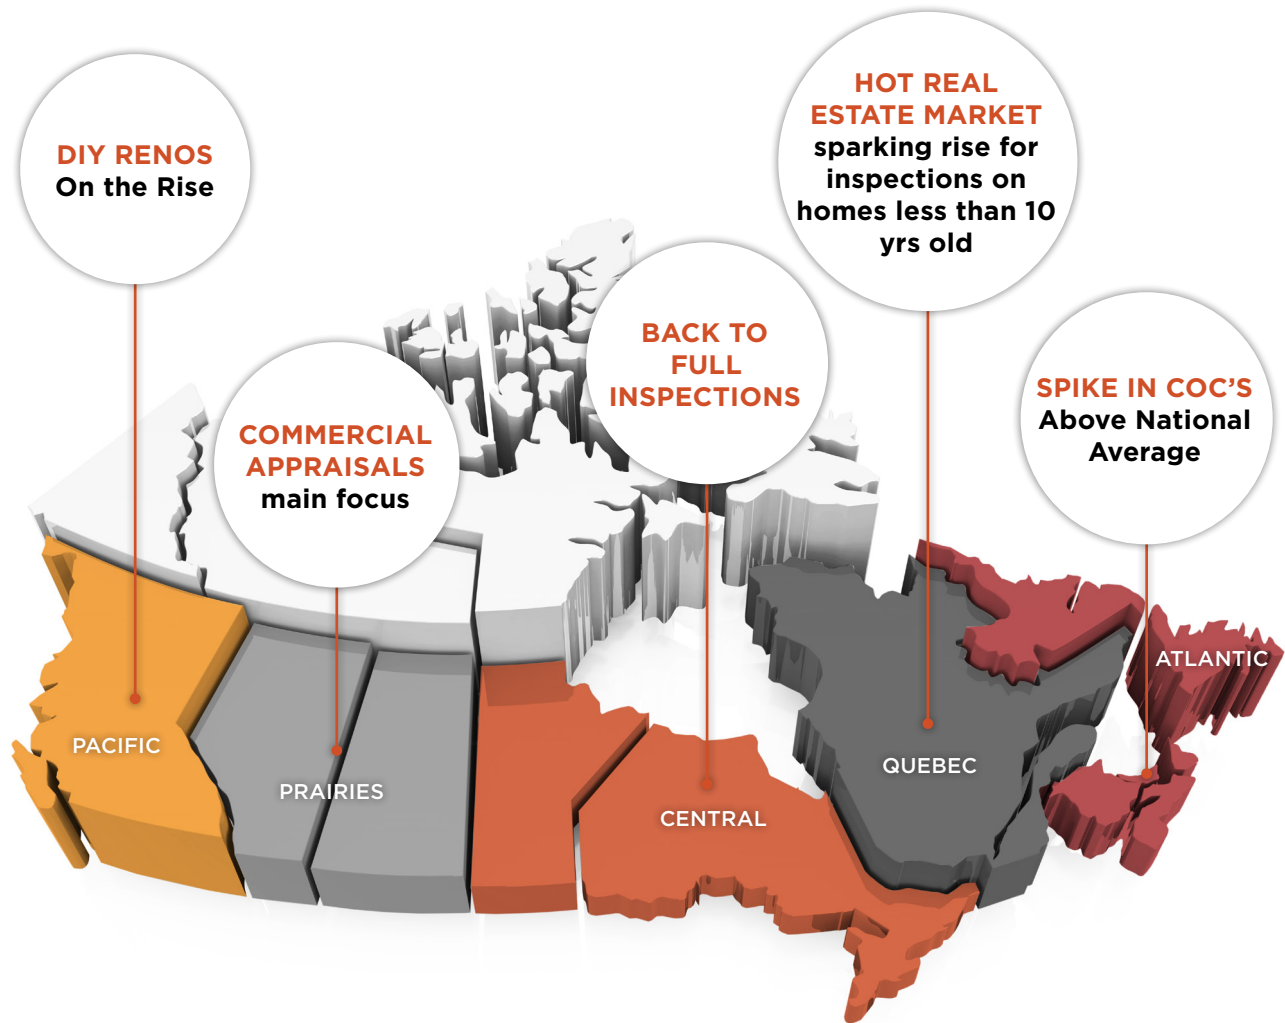 DIY RENOS
On the Rise
COMMERCIAL
APPRAISALS
main focus
BACK TO
FULL
INSPECTIONS
HOT REAL
ESTATE MARKET
sparking rise for
inspections on
homes less than 10
yrs old
SPIKE IN COC’S
Above National
Average
PACIFIC
PRAIRIES
CENTRAL
QUEBEC
ATLANTIC